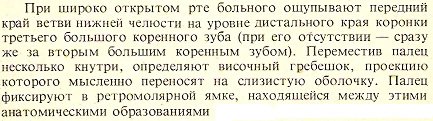 При широко открытом рте больного ощупывают передний
край ветви нижней челюсти на уровне дистального края коронки
третьего большого коренного зуба (при его отсутствии — сразу
же за вторым большим коренным зубом). Переместив палец
несколько кнутри, определяют височный гребешок, проекцию
которого мысленно переносят на слизистую оболочку. Палец
фиксируют в ретромолярной ямке, находящейся между этими
анатомическими образованиями